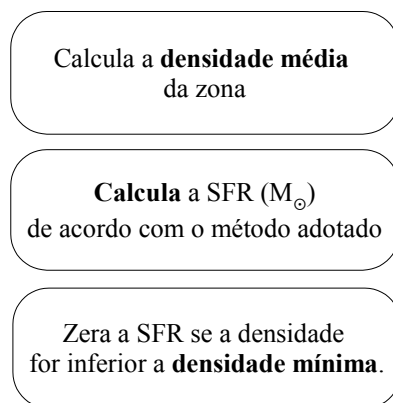 Calcula a densidade média
da zona
Calcula a SFR (M☉)
de acordo com o método adotado
Zera a SFR se a densidade
for inferior a densidade mínima.